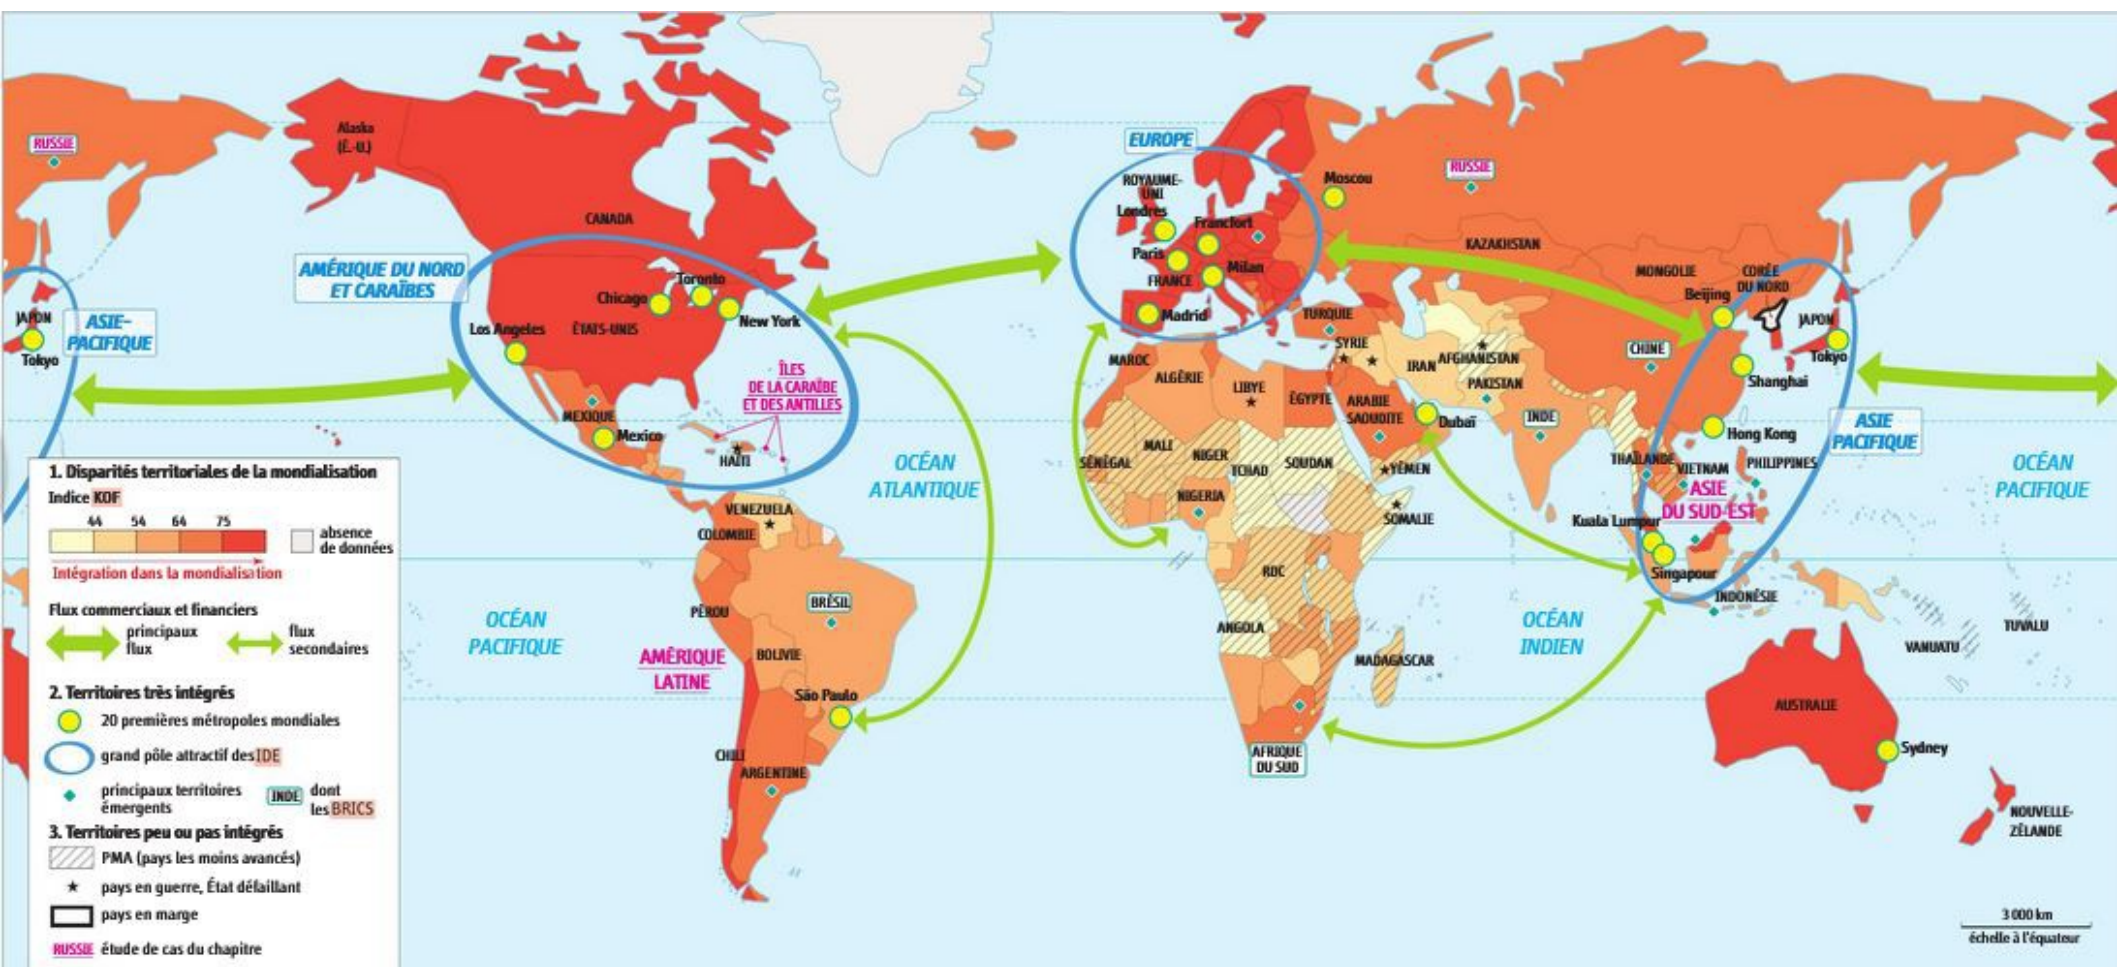 RUSSIE
JAPON
Tokyo
ASIE-
PACIFIQUE
Alaska
(É.-U.)
CANADA
AMÉRIQUE DU NORD
ET CARAÏBES
Chicago
Toronto
New York
Los Angeles
ÉTATS-UNIS
MEXIQUE
Mexico
ÎLES
DE LA CARAÏBE
ET DES ANTILLES
HAÏTI
OCÉAN
ATLANTIQUE
VENEZUELA
COLOMBIE
PÉROU
BRÉSIL
BOLIVIE
AMÉRIQUE
LATINE
São Paulo
CHILI
ARGENTINE
OCÉAN
PACIFIQUE
EUROPE
ROYAUME-
UNI
Londres
Francfort
Paris
FRANCE
Milan
Madrid
Moscou
RUSSIE
KAZAKHSTAN
MONGOLIE
CORÉE
DU NORD
Beijing
JAPON
Tokyo
CHINE
Shanghai
Hong Kong
TURQUIE
SYRIE
IRAN
AFGHANISTAN
PAKISTAN
INDE
MAROC
ALGÉRIE
LIBYE
ÉGYPTE
ARABIE
SAOUDITE
Dubaï
MALI
NIGER
SÉNÉGAL
TCHAD
SOUDAN
YÉMEN
NIGERIA
SOMALIE
RDC
ANGOLA
MADAGASCAR
AFRIQUE
DU SUD
THAÏLANDE
VIETNAM
PHILIPPINES
ASIE
DU SUD-EST
Kuala Lumpur
Singapour
INDONÉSIE
ASIE
PACIFIQUE
OCÉAN
PACIFIQUE
OCÉAN
INDIEN
TUVALU
VANUATU
AUSTRALIE
Sydney
NOUVELLE-
ZÉLANDE
1. Disparités territoriales de la mondialisation
Indice KOF
44 54 64 75
absence
de données
Intégration dans la mondialisation
Flux commerciaux et financiers
principaux
flux
flux
secondaires
2. Territoires très intégrés
20 premières métropoles mondiales
grand pôle attractif des IDE
principaux territoires
émergents
INDE
dont
les BRICS
3. Territoires peu ou pas intégrés
PMA (pays les moins avancés)
pays en guerre, État défaillant
pays en marge
RUSSIE étude de cas du chapitre
3 000 km
échelle à l'équateur